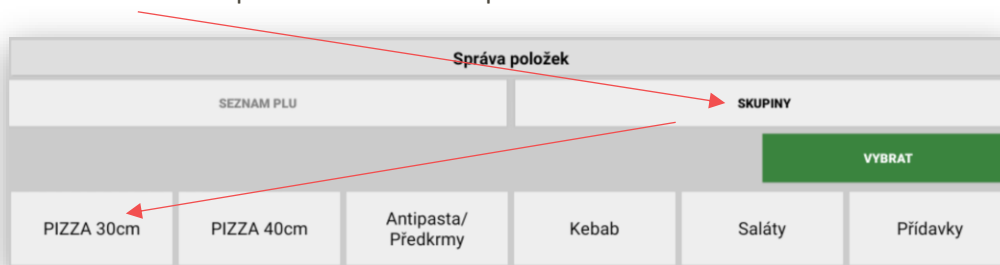 Správa položek
SEZNAM PLU
SKUPINY
VYBRAT
PIZZA 30cm
PIZZA 40cm
Antipasta/
Předkrmy
Kebab
Saláty
Přídavky